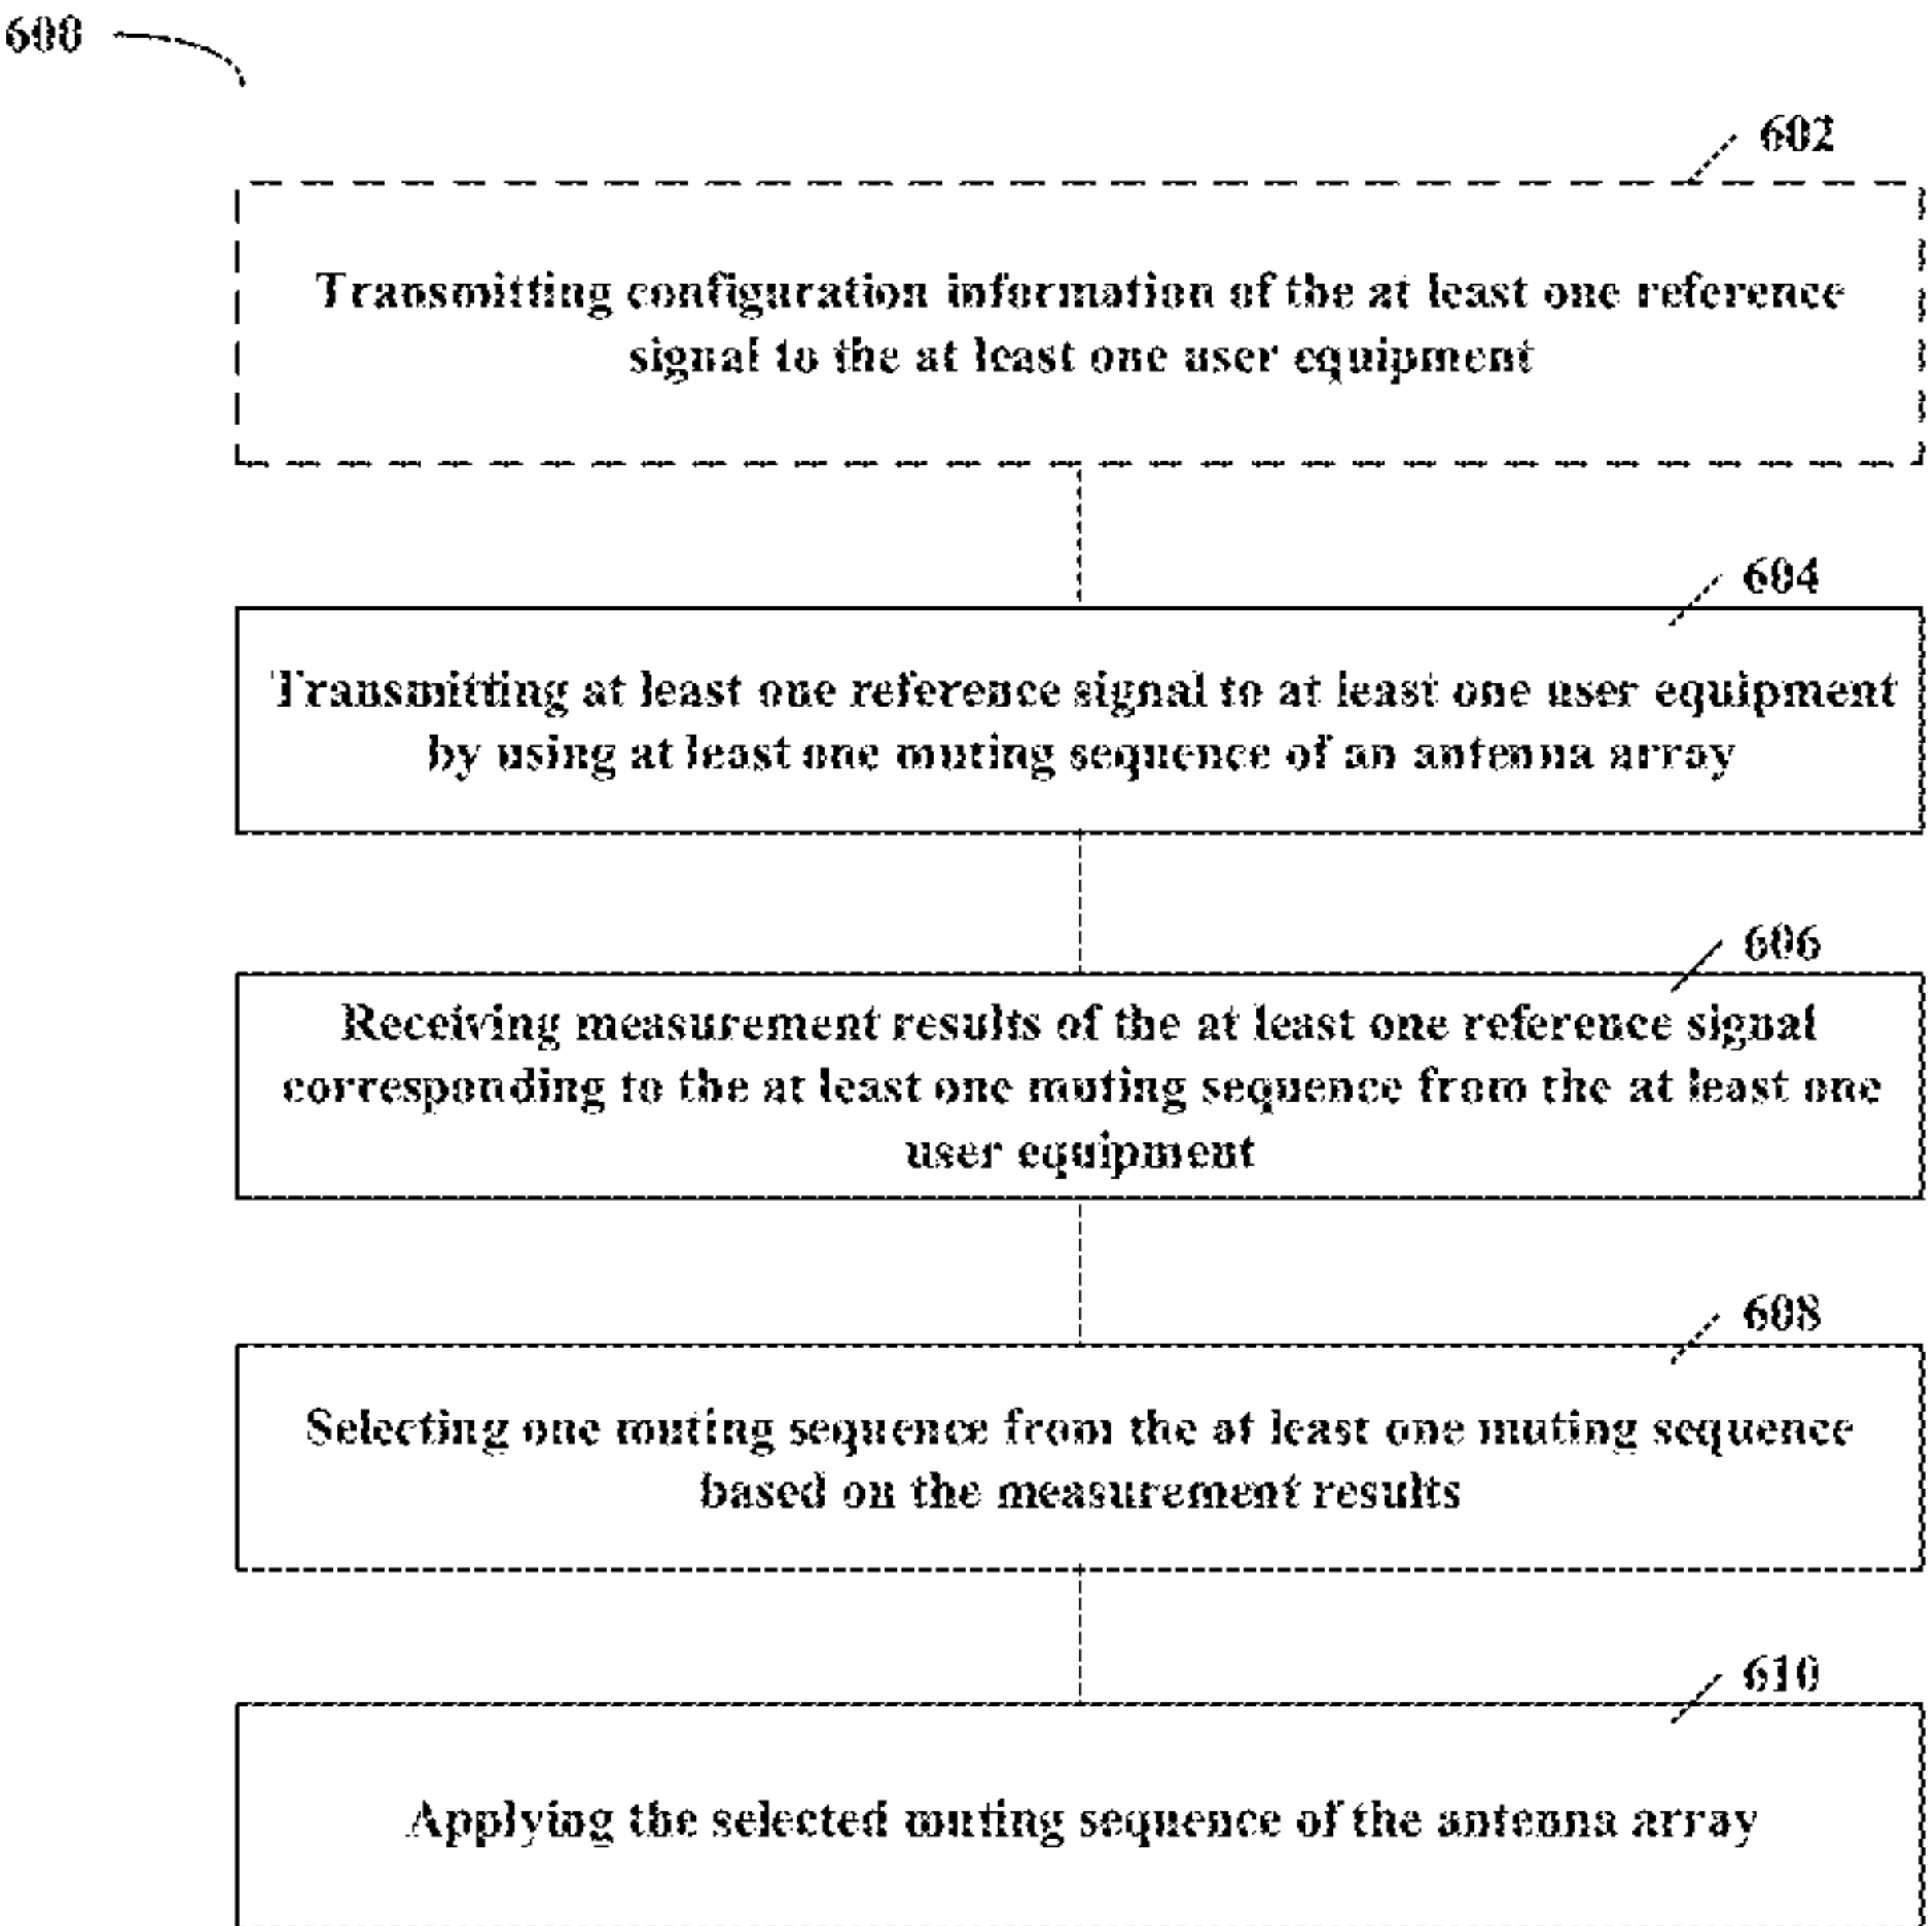 600
602
Transmitting configuration information of the at least one reference
signal to the at least one user equipment
604
Transmitting at least one reference signal to at least one user equipment
by using at least one muting sequence of an antenna array
606
Receiving measurement results of the at least one reference signal
corresponding to the at least one muting sequence from the at least one
user equipment
608
Selecting one muting sequence from the at least one muting sequence
based on the measurement results
610
Applying the selected muting sequence of the antenna array